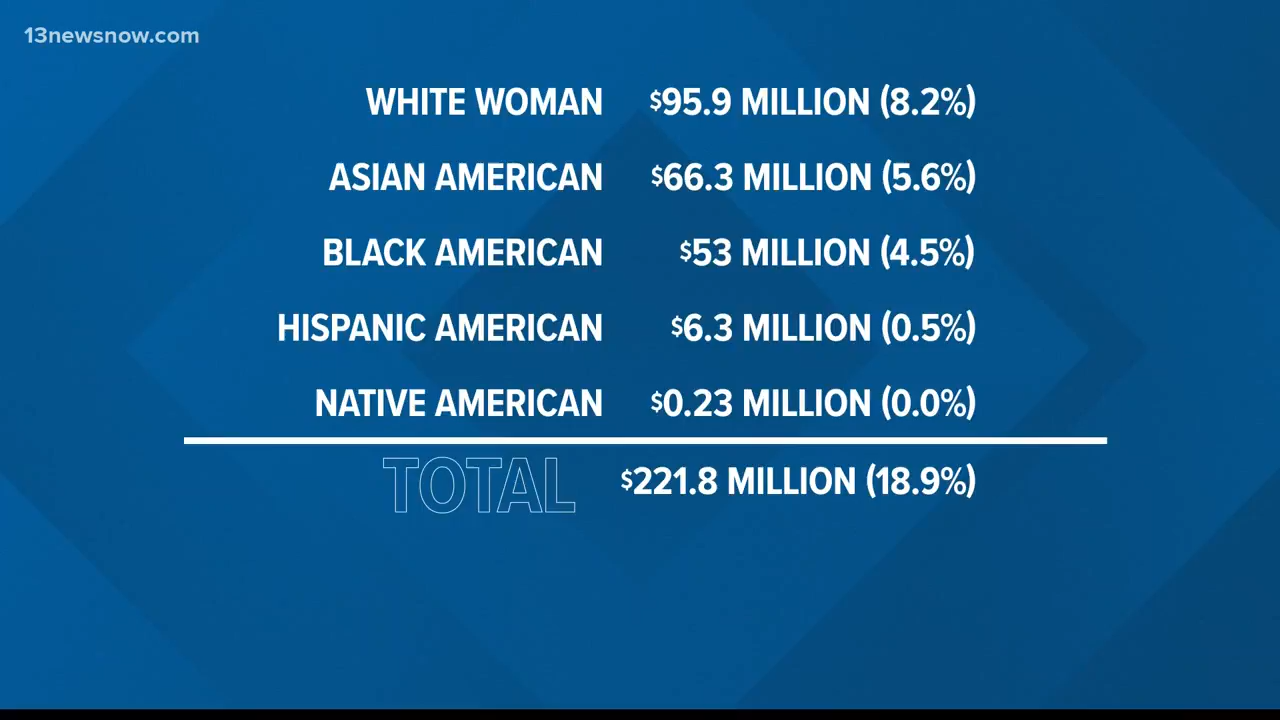 13newsnow.com
WHITE WOMAN $95.9 MILLION (8.2%)
ASIAN AMERICAN $66.3 MILLION (5.6%)
BLACK AMERICAN $53 MILLION (4.5%)
HISPANIC AMERICAN $6.3 MILLION (0.5%)
NATIVE AMERICAN $0.23 MILLION (0.0%)
TOTAL $221.8 MILLION (18.9%)